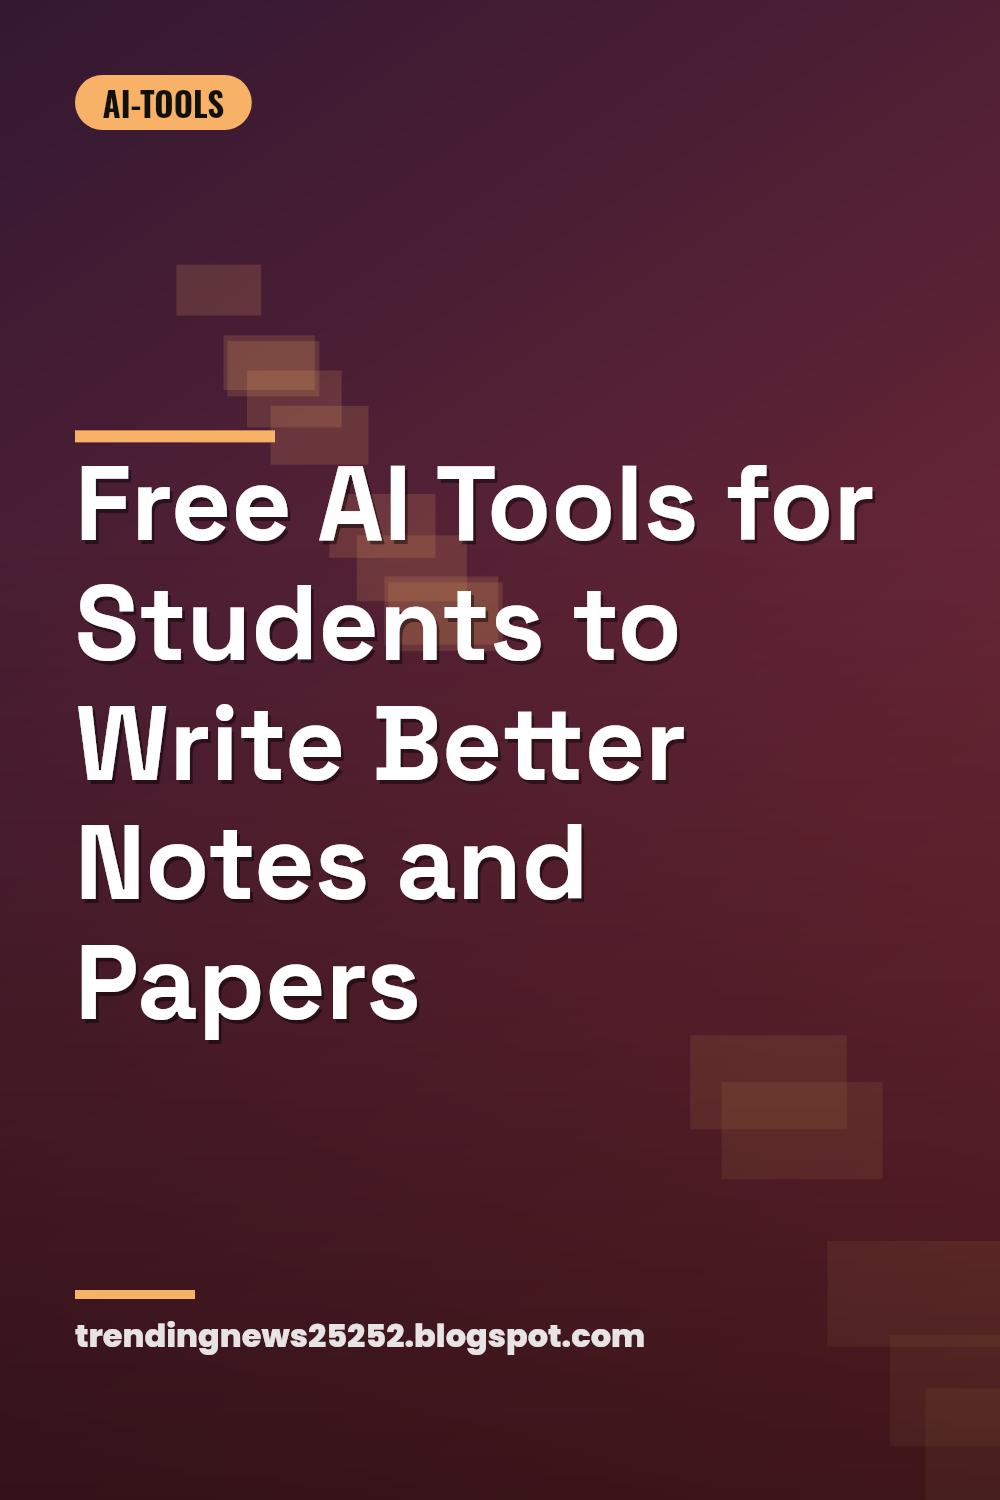 AI-TOOLS
Free AI Tools for
Students to
Write Better
Notes and
Papers
trendingnews25252.blogspot.com